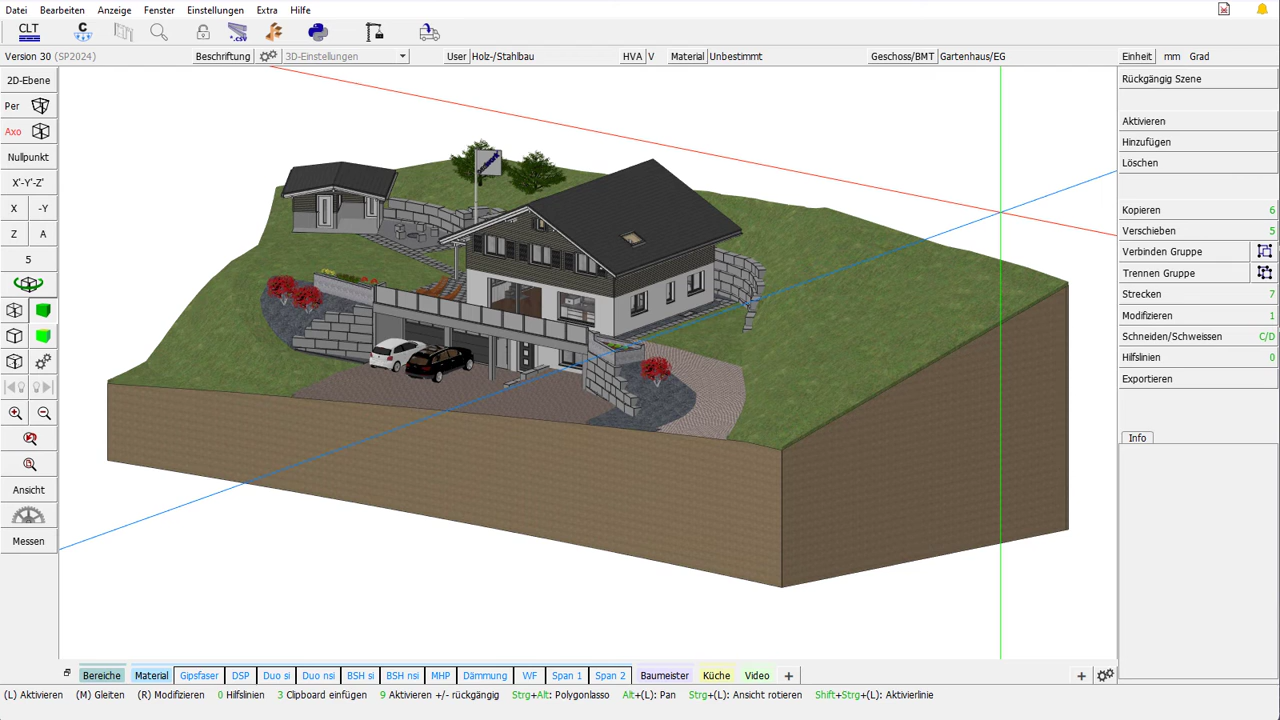 Datei Bearbeiten Anzeige Fenster Einstellungen Extra Hilfe
CLT C
Version 30 (SP2024) Beschriftung 3D-Einstellungen User Holz-/Stahlbau HVA V Material Unbestimmt Geschoss/BMT Gartenhaus/EG Einheit mm Grad
2D-Ebene
Per
Axo
Nullpunkt
X'-Y'-Z'
X -Y
Z A
5
Ansicht
Messen
Rückgängig Szene
Aktivieren
Hinzufügen
Löschen
Kopieren 6
Verschieben 5
Verbinden Gruppe
Trennen Gruppe
Strecken 7
Modifizieren 1
Schneiden/Schweissen C/D
Hilfslinien 0
Exportieren
Info
Bereiche Material Gipsfaser DSP Duo si Duo nsi BSH si BSH nsi MHP Dämmung WF Span 1 Span 2 Baumeister Küche Video + +
(L) Aktivieren (M) Gleiten (R) Modifizieren 0 Hilfslinien 3 Clipboard einfügen 9 Aktivieren +/- rückgängig Strg+Alt: Polygonlasso Alt+(L): Pan Strg+(L): Ansicht rotieren Shift+Strg+(L): Aktivierlinie